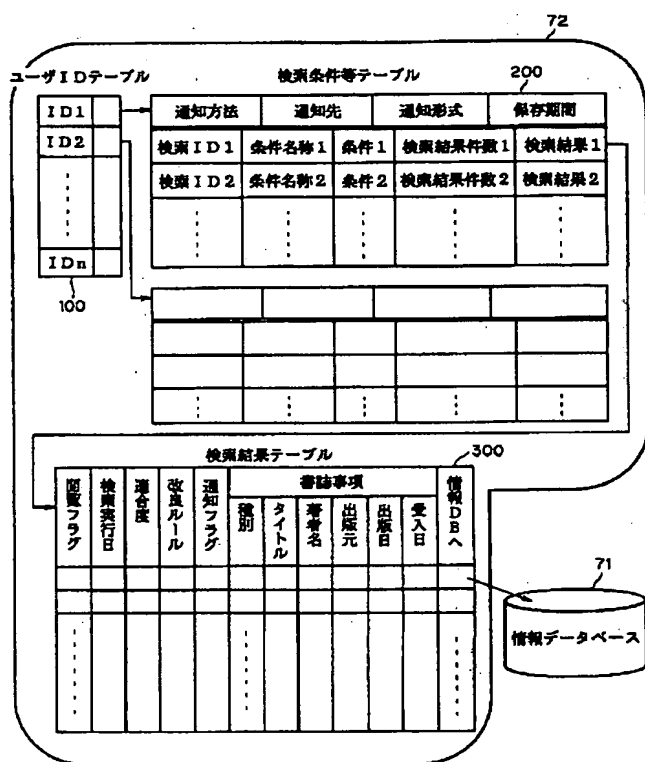 72
ユーザIDテーブル
検索条件等テーブル
200
ID1
ID2
IDn
100
通知方法 通知先 通知形式 保存期間
検索ID1 条件名称1 条件1 検索結果件数1 検索結果1
検索ID2 条件名称2 条件2 検索結果件数2 検索結果2
検索結果テーブル
300
書誌事項
閲覧フラグ 検索実行日 適合度 改良ルール 通知フラグ 種別 タイトル 著者名 出版元 出版日 受入日 情報DBへ
71
情報データベース